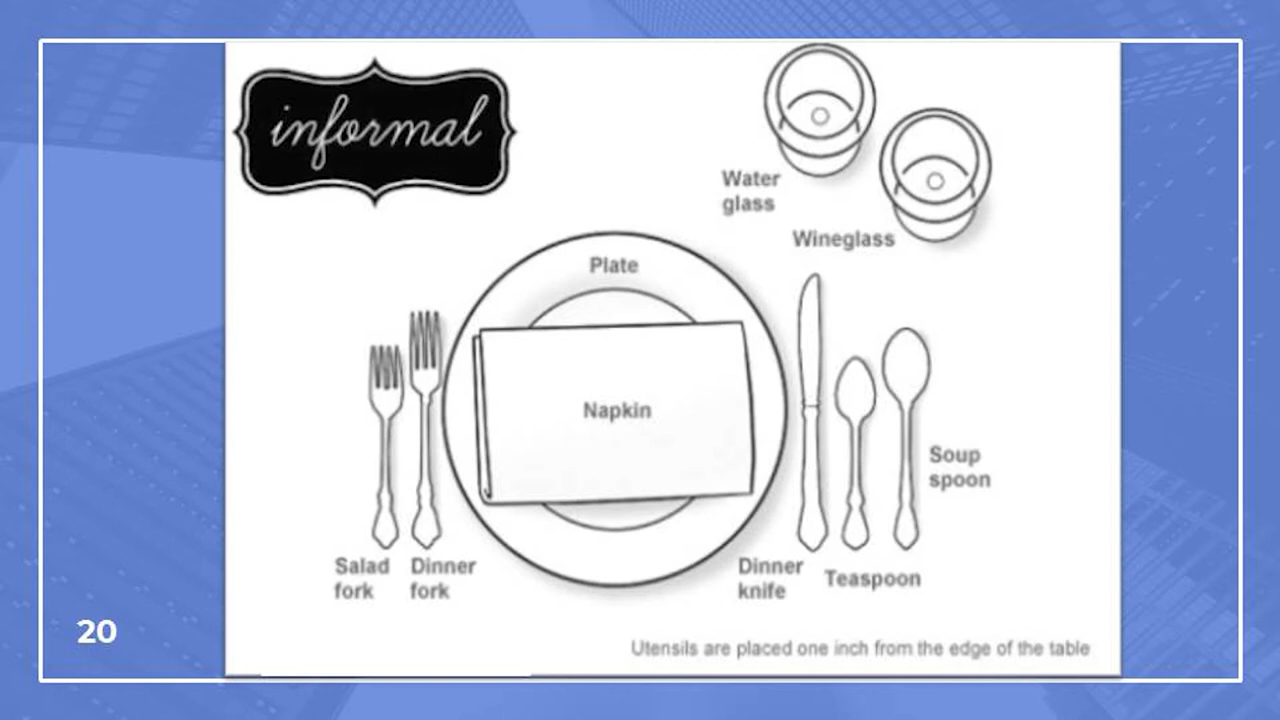 informal
Water
glass
Wineglass
Plate
Napkin
Soup
spoon
Salad
fork
Dinner
fork
Dinner
knife
Teaspoon
20
Utensils are placed one inch from the edge of the table